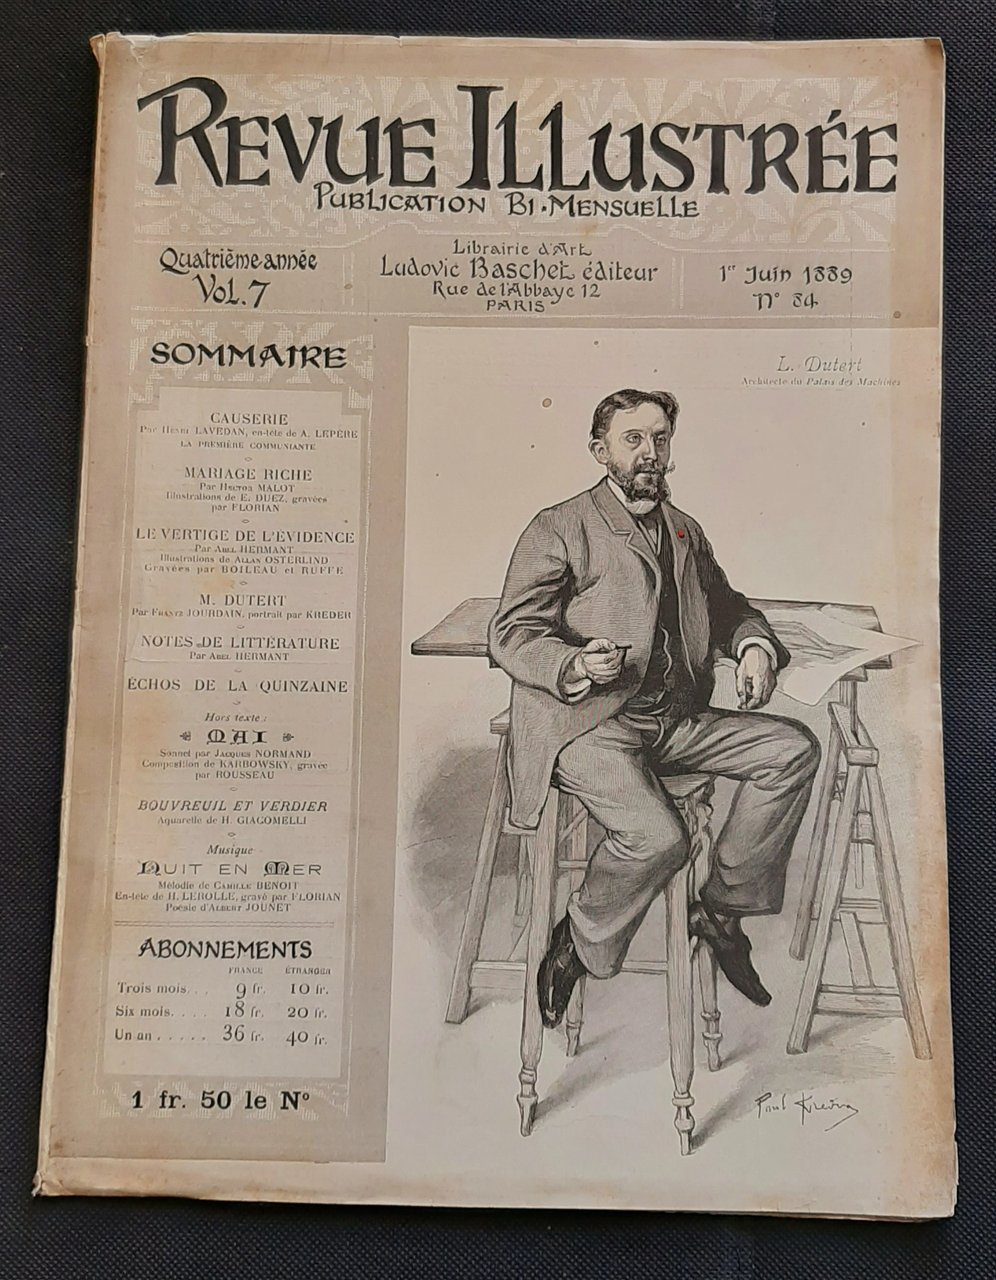 REVUE ILLUSTRÉE
PUBLICATION BI-MENSUELLE
Quatrième année
VOL. 7
Librairie d'Art
Ludovic Baschet éditeur
Rue de l'Abbaye 12
PARIS
1er Juin 1889
N° 84
SOMMAIRE
CAUSERIE
Par Henri LAVEDAN, en-tête de A. LEPÈRE
LA PREMIÈRE COMMUNIANTE
MARIAGE RICHE
Par Hector MALOT
Illustrations de E. DUEZ, gravées
par FLORIAN
LE VERTIGE DE L'ÉVIDENCE
Par Abel HERMANT
Illustrations de Allan OSTERLIND
Gravées par BOILEAU et RUFFE
M. DUTERT
Par Frantz JOURDAIN, portrait par KREDER
NOTES DE LITTÉRATURE
Par Abel HERMANT
ÉCHOS DE LA QUINZAINE
Hors texte :
MAI
Sonnet par Jacques NORMAND
Composition de KARBOWSKY, gravée
par ROUSSEAU
BOUVREUIL ET VERDIER
Aquarelle de H. GIACOMELLI
Musique
NUIT EN MER
Mélodie de Camille BENOIT
En-tête de H. LEROLLE, gravé par FLORIAN
Poésie d'Albert JOUNET
ABONNEMENTS
FRANCE ÉTRANGER
Trois mois. . . 9 fr. 10 fr.
Six mois. . . . 18 fr. 20 fr.
Un an . . . . . 36 fr. 40 fr.
1 fr. 50 le N°
L. Dutert
Architecte du Palais des Machines
Paul